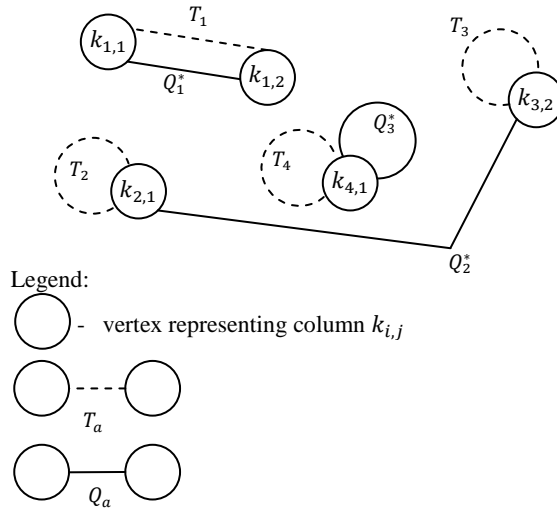 T₁
k₁,₁
k₁,₂
Q₁*
T₃
k₃,₂
Q₃*
T₂
k₂,₁
T₄
k₄,₁
Q₂*
Legend:
- vertex representing column kᵢ,ⱼ
Tₐ
Qₐ